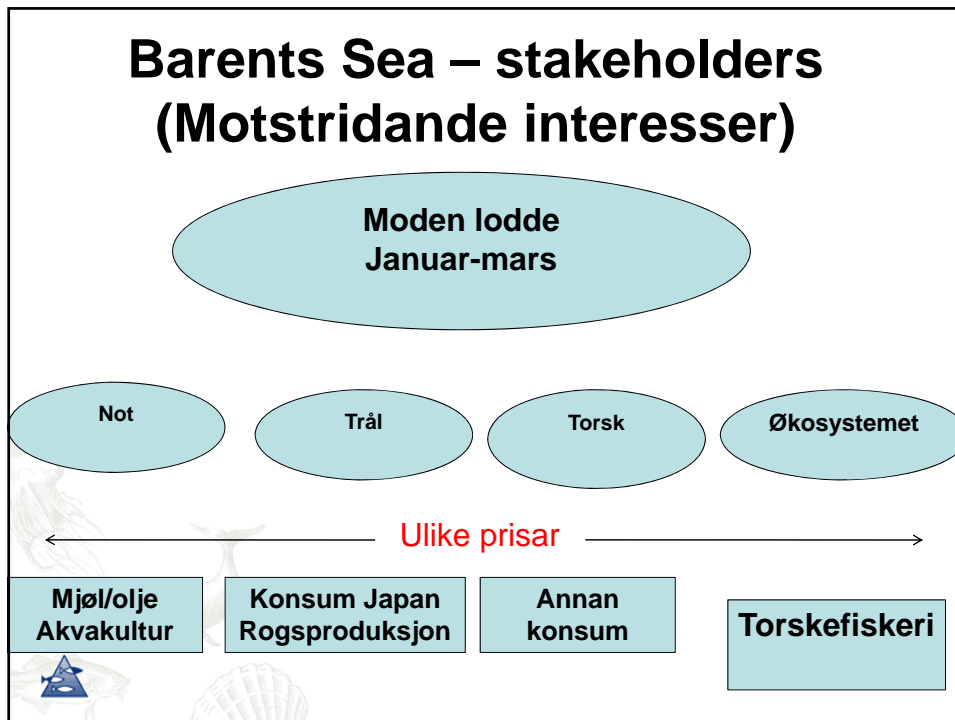 Barents Sea – stakeholders
(Motstridande interesser)
Moden lodde
Januar-mars
Not
Trål
Torsk
Økosystemet
Ulike prisar
Mjøl/olje
Akvakultur
Konsum Japan
Rogsproduksjon
Annan
konsum
Torskefiskeri